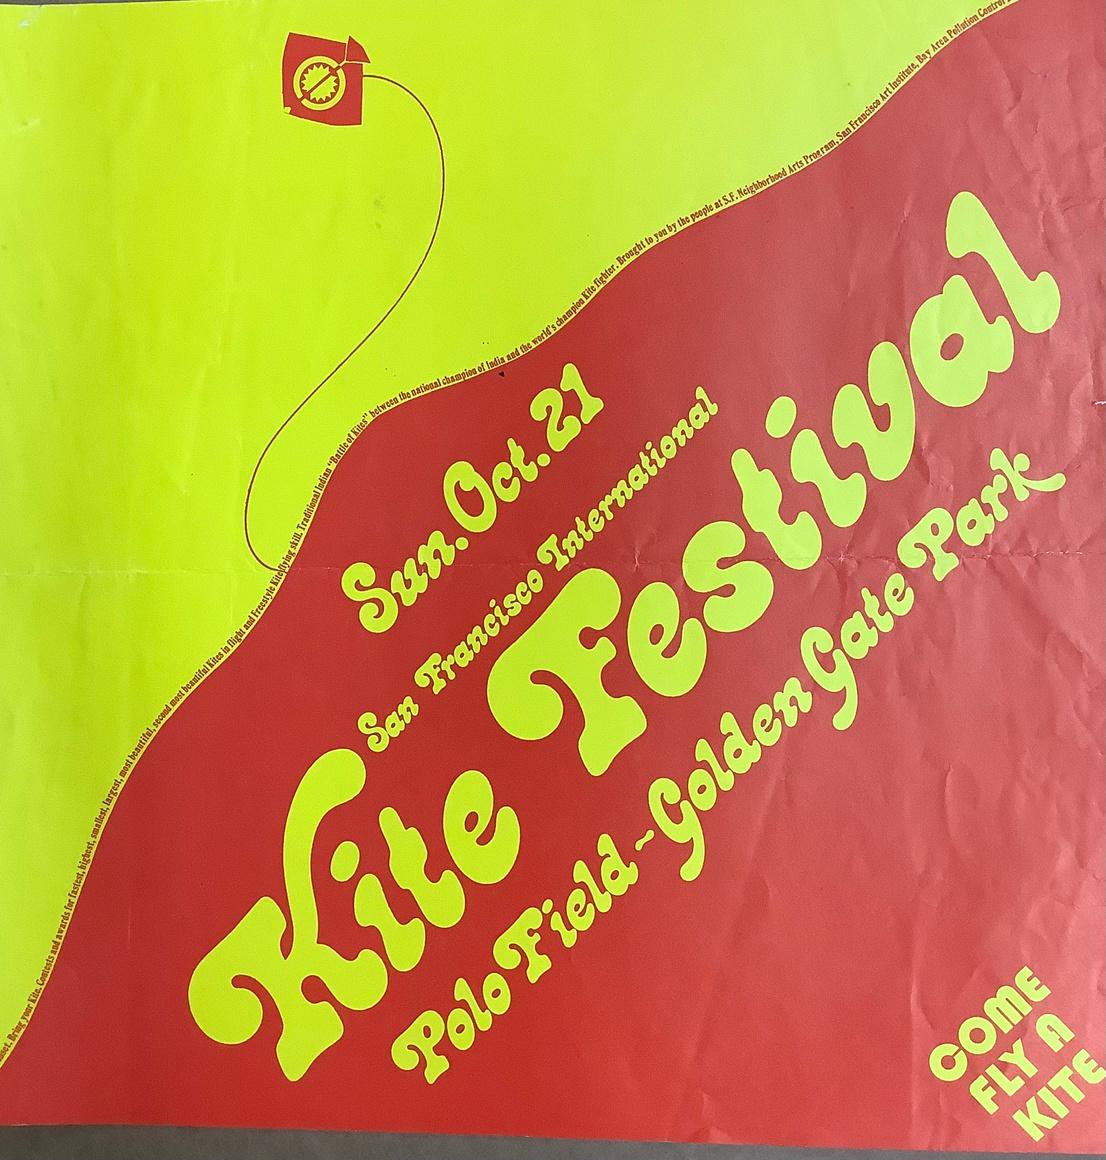 Bring your Kite. Contests and awards for fastest, highest, smallest, largest, most beautiful, second most beautiful Kites in flight and Freestyle Kite flying skill. Traditional Indian "Battle of Kites" between the national champion of India and the world's champion Kite fighter. Brought to you by the people at S.F. Neighborhood Arts Program, San Francisco Art Institute, Bay Area Pollution Control
Sun. Oct. 21
San Francisco International
Kite Festival
Polo Field - Golden Gate Park
COME
FLY A
KITE